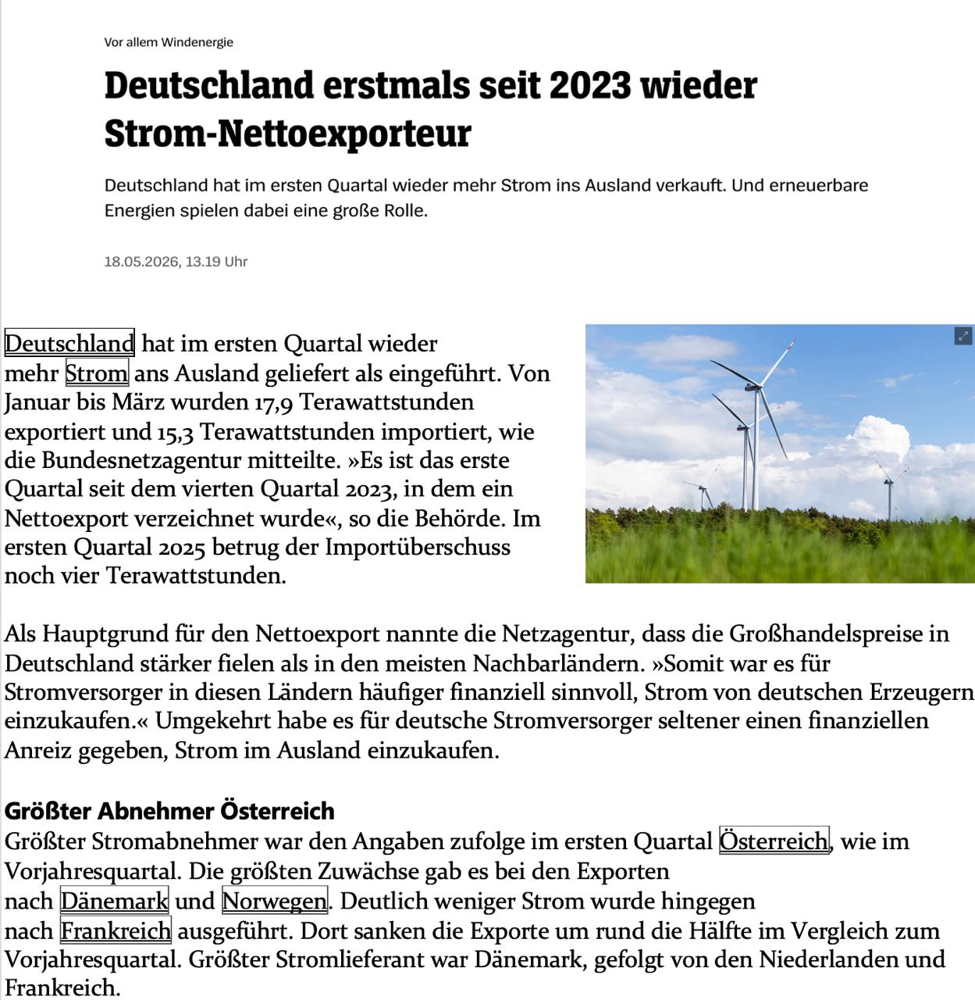 Vor allem Windenergie
Deutschland erstmals seit 2023 wieder
Strom-Nettoexporteur
Deutschland hat im ersten Quartal wieder mehr Strom ins Ausland verkauft. Und erneuerbare
Energien spielen dabei eine große Rolle.
18.05.2026, 13.19 Uhr
Deutschland hat im ersten Quartal wieder
mehr Strom ans Ausland geliefert als eingeführt. Von
Januar bis März wurden 17,9 Terawattstunden
exportiert und 15,3 Terawattstunden importiert, wie
die Bundesnetzagentur mitteilte. »Es ist das erste
Quartal seit dem vierten Quartal 2023, in dem ein
Nettoexport verzeichnet wurde«, so die Behörde. Im
ersten Quartal 2025 betrug der Importüberschuss
noch vier Terawattstunden.
Als Hauptgrund für den Nettoexport nannte die Netzagentur, dass die Großhandelspreise in
Deutschland stärker fielen als in den meisten Nachbarländern. »Somit war es für
Stromversorger in diesen Ländern häufiger finanziell sinnvoll, Strom von deutschen Erzeugern
einzukaufen.« Umgekehrt habe es für deutsche Stromversorger seltener einen finanziellen
Anreiz gegeben, Strom im Ausland einzukaufen.
Größter Abnehmer Österreich
Größter Stromabnehmer war den Angaben zufolge im ersten Quartal Österreich, wie im
Vorjahresquartal. Die größten Zuwächse gab es bei den Exporten
nach Dänemark und Norwegen. Deutlich weniger Strom wurde hingegen
nach Frankreich ausgeführt. Dort sanken die Exporte um rund die Hälfte im Vergleich zum
Vorjahresquartal. Größter Stromlieferant war Dänemark, gefolgt von den Niederlanden und
Frankreich.